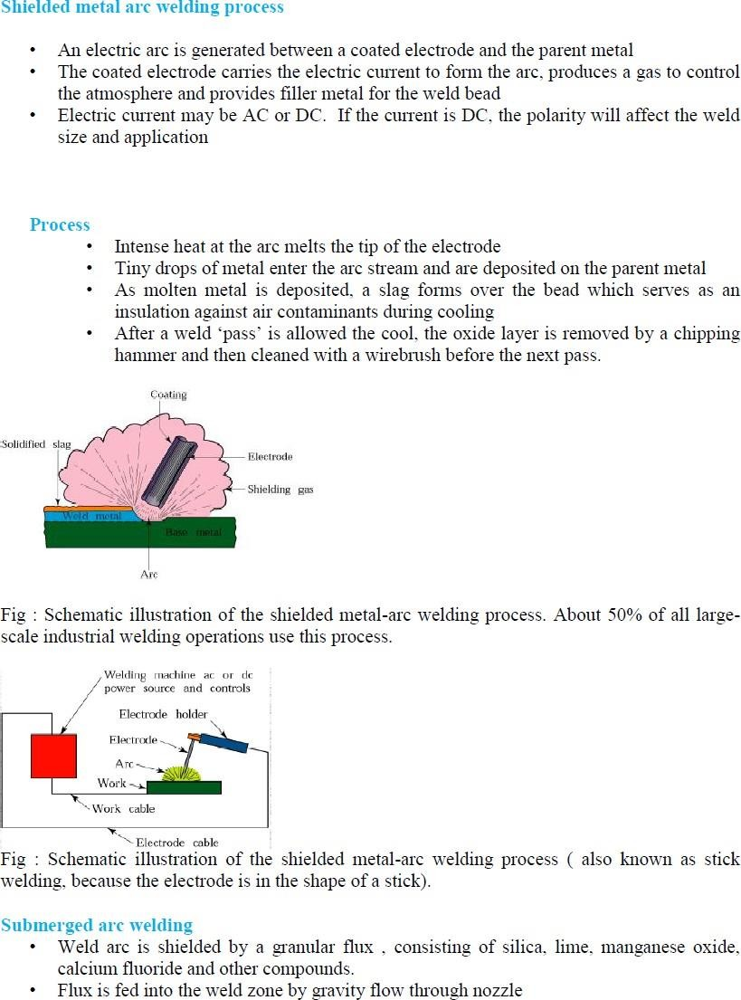 Shielded metal arc welding process
• An electric arc is generated between a coated electrode and the parent metal
• The coated electrode carries the electric current to form the arc, produces a gas to control
the atmosphere and provides filler metal for the weld bead
• Electric current may be AC or DC. If the current is DC, the polarity will affect the weld
size and application
Process
• Intense heat at the arc melts the tip of the electrode
• Tiny drops of metal enter the arc stream and are deposited on the parent metal
• As molten metal is deposited, a slag forms over the bead which serves as an
insulation against air contaminants during cooling
• After a weld ‘pass’ is allowed the cool, the oxide layer is removed by a chipping
hammer and then cleaned with a wirebrush before the next pass.
Coating
Solidified slag
Electrode
Shielding gas
Weld metal
Base metal
Arc
Fig : Schematic illustration of the shielded metal-arc welding process. About 50% of all large-
scale industrial welding operations use this process.
Welding machine ac or dc
power source and controls
Electrode holder
Electrode
Arc
Work
Work cable
Electrode cable
Fig : Schematic illustration of the shielded metal-arc welding process ( also known as stick
welding, because the electrode is in the shape of a stick).
Submerged arc welding
• Weld arc is shielded by a granular flux , consisting of silica, lime, manganese oxide,
calcium fluoride and other compounds.
• Flux is fed into the weld zone by gravity flow through nozzle